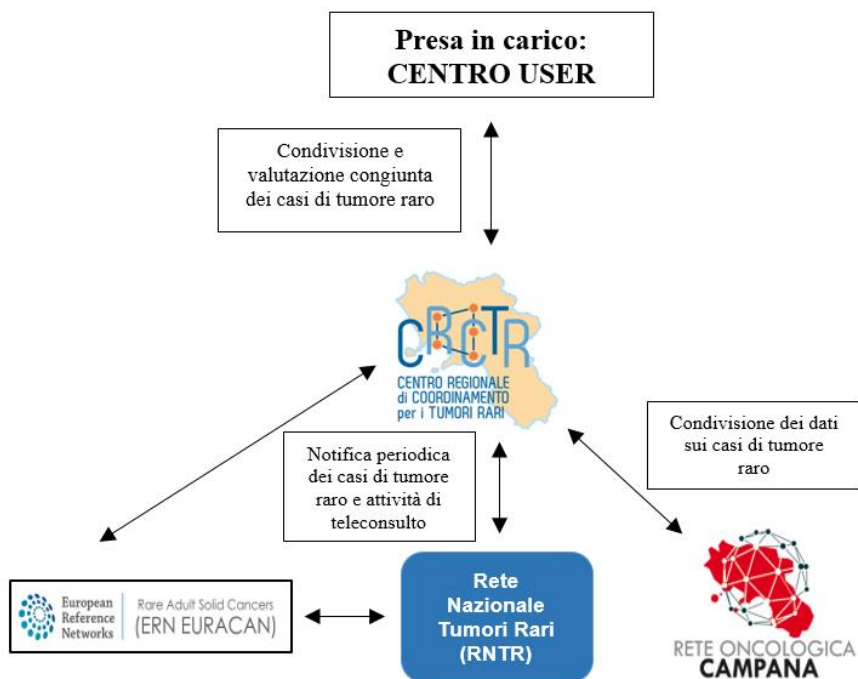 Presa in carico:
CENTRO USER
Condivisione e
valutazione congiunta
dei casi di tumore raro
CRCTR
CENTRO REGIONALE
di COORDINAMENTO
per i TUMORI RARI
Notifica periodica
dei casi di tumore
raro e attività di
teleconsulto
Condivisione dei dati
sui casi di tumore
raro
European
Reference
Networks
Rare Adult Solid Cancers
(ERN EURACAN)
Rete
Nazionale
Tumori Rari
(RNTR)
RETE ONCOLOGICA
CAMPANA